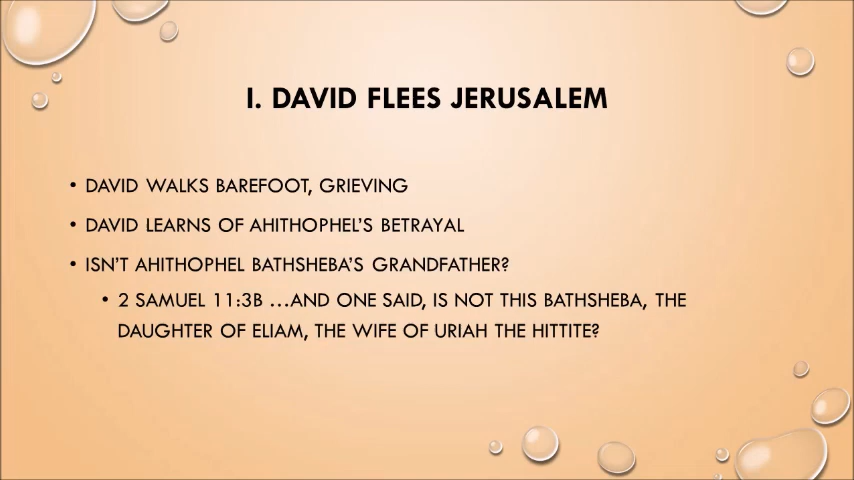 I. DAVID FLEES JERUSALEM
• DAVID WALKS BAREFOOT, GRIEVING
• DAVID LEARNS OF AHITHOPHEL’S BETRAYAL
• ISN’T AHITHOPHEL BATHSHEBA’S GRANDFATHER?
• 2 SAMUEL 11:3B …AND ONE SAID, IS NOT THIS BATHSHEBA, THE
DAUGHTER OF ELIAM, THE WIFE OF URIAH THE HITTITE?